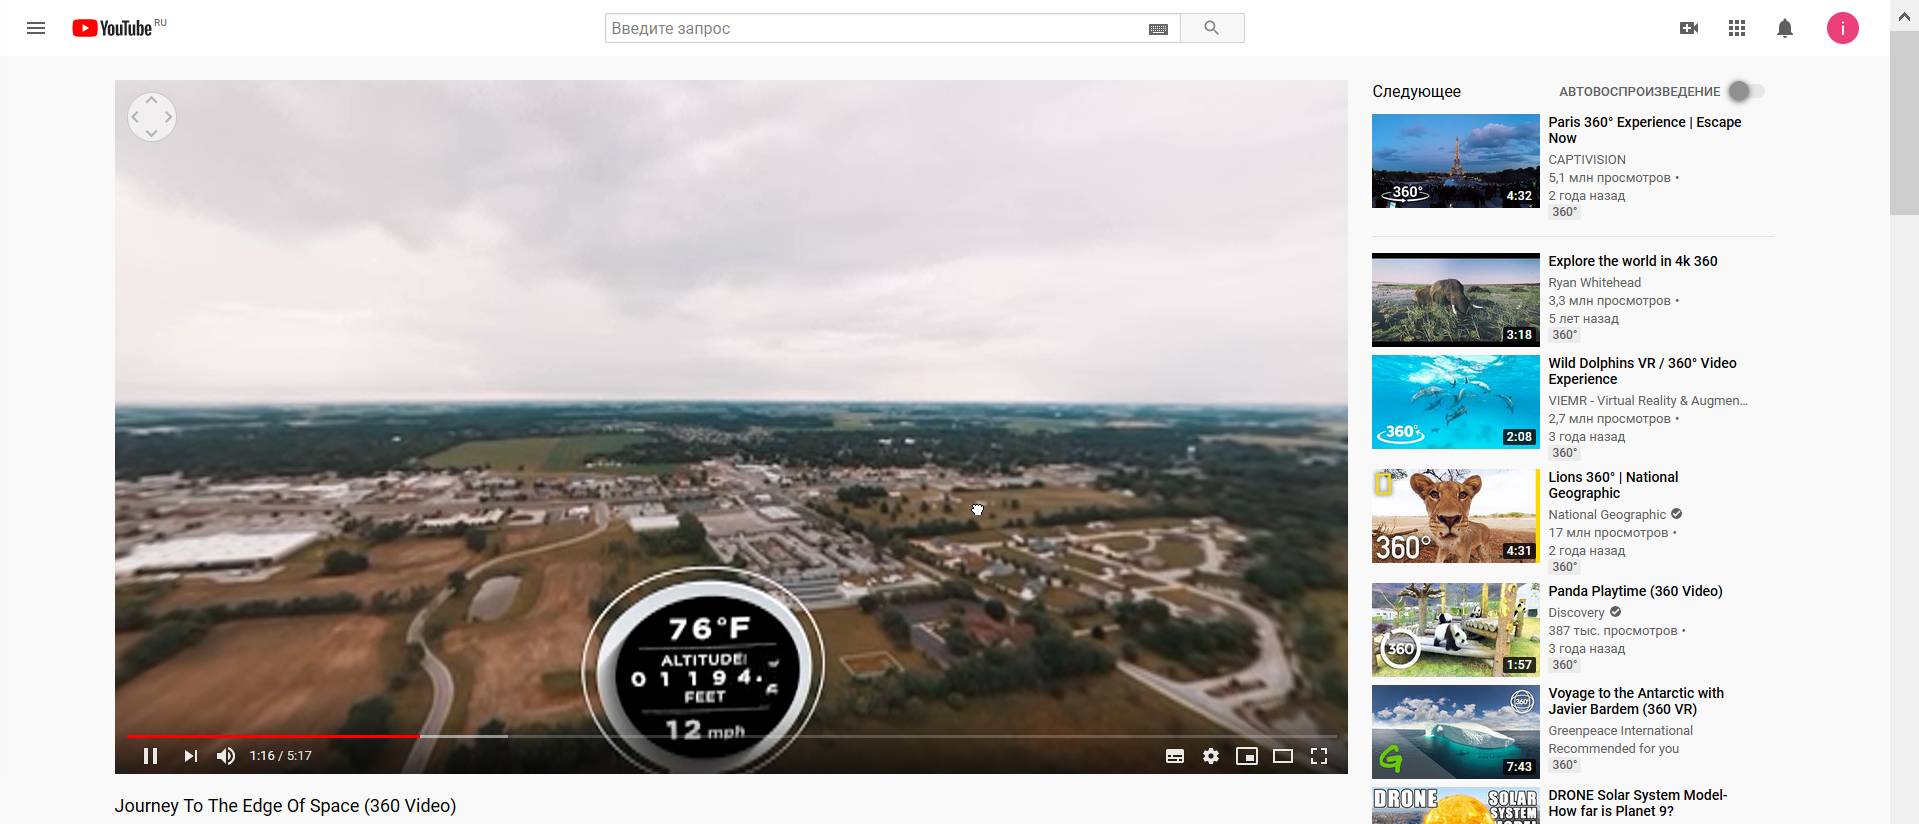 YouTube RU
Введите запрос
i
76°F
ALTITUDE
01194.
FEET
12 mph
1:16 / 5:17
Journey To The Edge Of Space (360 Video)
Следующее
АВТОВОСПРОИЗВЕДЕНИЕ
360°
4:32
Paris 360° Experience | Escape
Now
CAPTIVISION
5,1 млн просмотров •
2 года назад
360°
3:18
Explore the world in 4k 360
Ryan Whitehead
3,3 млн просмотров •
5 лет назад
360°
360°
2:08
Wild Dolphins VR / 360° Video
Experience
VIEMR - Virtual Reality & Augmen...
2,7 млн просмотров •
3 года назад
360°
360°
4:31
Lions 360° | National
Geographic
National Geographic
17 млн просмотров •
2 года назад
360°
360
1:57
Panda Playtime (360 Video)
Discovery
387 тыс. просмотров •
3 года назад
360°
360°
G
7:43
Voyage to the Antarctic with
Javier Bardem (360 VR)
Greenpeace International
Recommended for you
360°
DRONE
SOLAR
SYSTEM
DRONE Solar System Model-
How far is Planet 9?